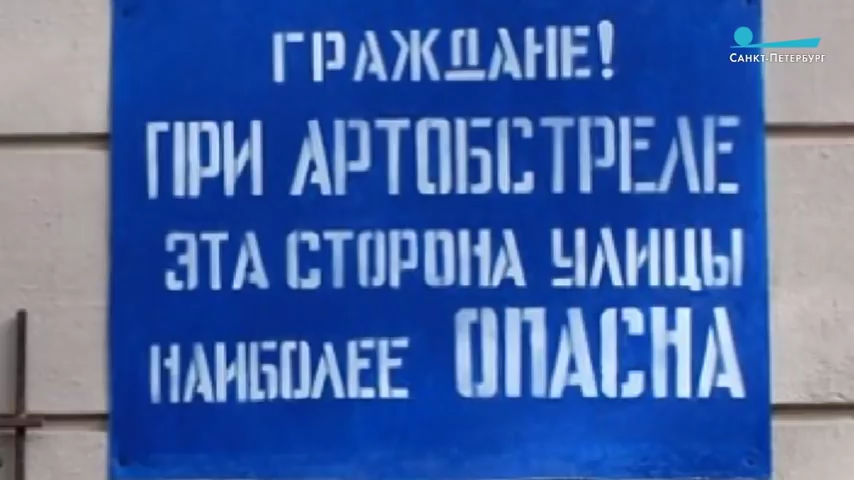 САНКТ-ПЕТЕРБУРГ
ГРАЖДАНЕ!
ПРИ АРТОБСТРЕЛЕ
ЭТА СТОРОНА УЛИЦЫ
НАИБОЛЕЕ ОПАСНА